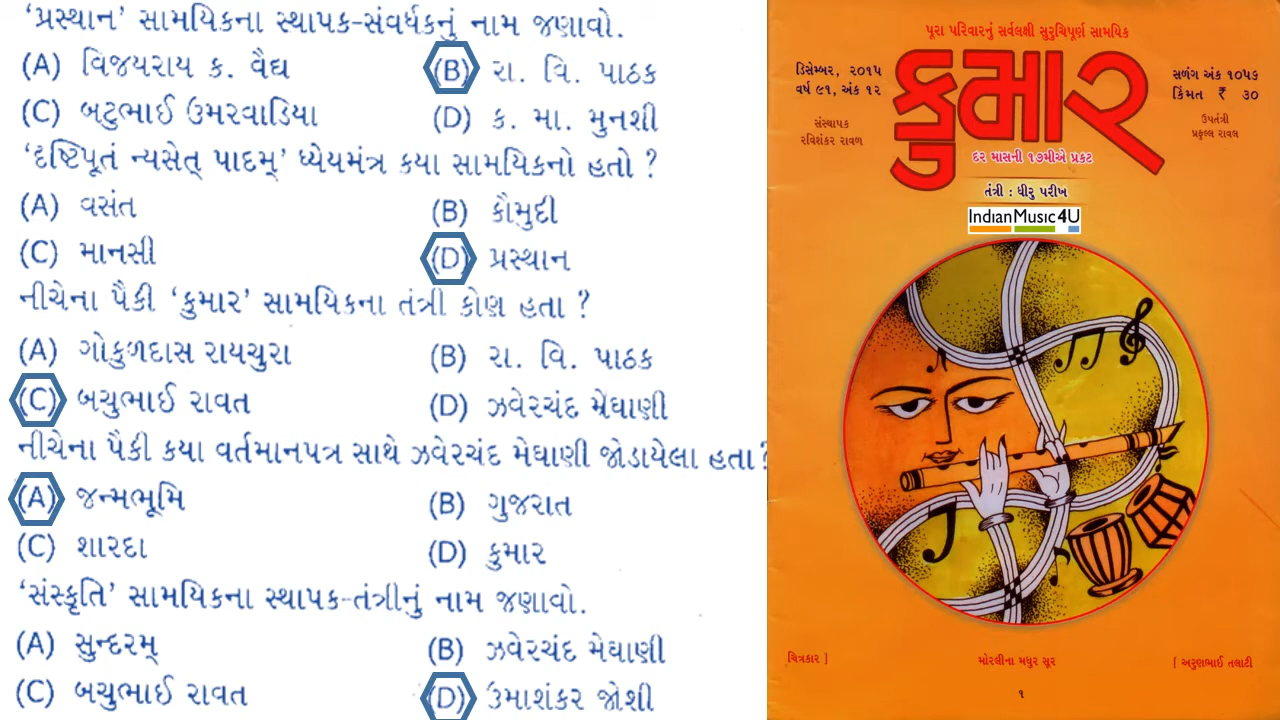 'પ્રસ્થાન' સામયિકના સ્થાપક-સંવર્ધકનું નામ જણાવો.
(A) વિજયરાય ક. વૈદ્ય (B) રા. વિ. પાઠક
(C) બટુભાઈ ઉમરવાડિયા (D) ક. મા. મુનશી
'દૃષ્ટિપૂતં ન્યસેત્ પાદમ્' ધ્યેયમંત્ર કયા સામયિકનો હતો ?
(A) વસંત (B) કૌમુદી
(C) માનસી (D) પ્રસ્થાન
નીચેના પૈકી 'કુમાર' સામયિકના તંત્રી કોણ હતા ?
(A) ગોકુળદાસ રાયચુરા (B) રા. વિ. પાઠક
(C) બચુભાઈ રાવત (D) ઝવેરચંદ મેઘાણી
નીચેના પૈકી કયા વર્તમાનપત્ર સાથે ઝવેરચંદ મેઘાણી જોડાયેલા હતા ?
(A) જન્મભૂમિ (B) ગુજરાત
(C) શારદા (D) કુમાર
'સંસ્કૃતિ' સામયિકના સ્થાપક-તંત્રીનું નામ જણાવો.
(A) સુન્દરમ્ (B) ઝવેરચંદ મેઘાણી
(C) બચુભાઈ રાવત (D) ઉમાશંકર જોશી
પૂરા પરિવારનું સર્વલક્ષી સુરુચિપૂર્ણ સામયિક
ડિસેમ્બર, ૨૦૧૫
વર્ષ ૯૧, અંક ૧૨
સંસ્થાપક
રવિશંકર રાવળ
કુમાર
સળંગ અંક ૧૦૫૬
કિંમત ₹ ૩૦
ઉપતંત્રી
પ્રફુલ્લ રાવલ
દર માસની ૧૭મીએ પ્રકટ
તંત્રી : ધીરુ પરીખ
IndianMusic4U
[ચિત્રકાર ] મોરલીના મધુર સૂર [ અરુણભાઈ તલાટી
૧